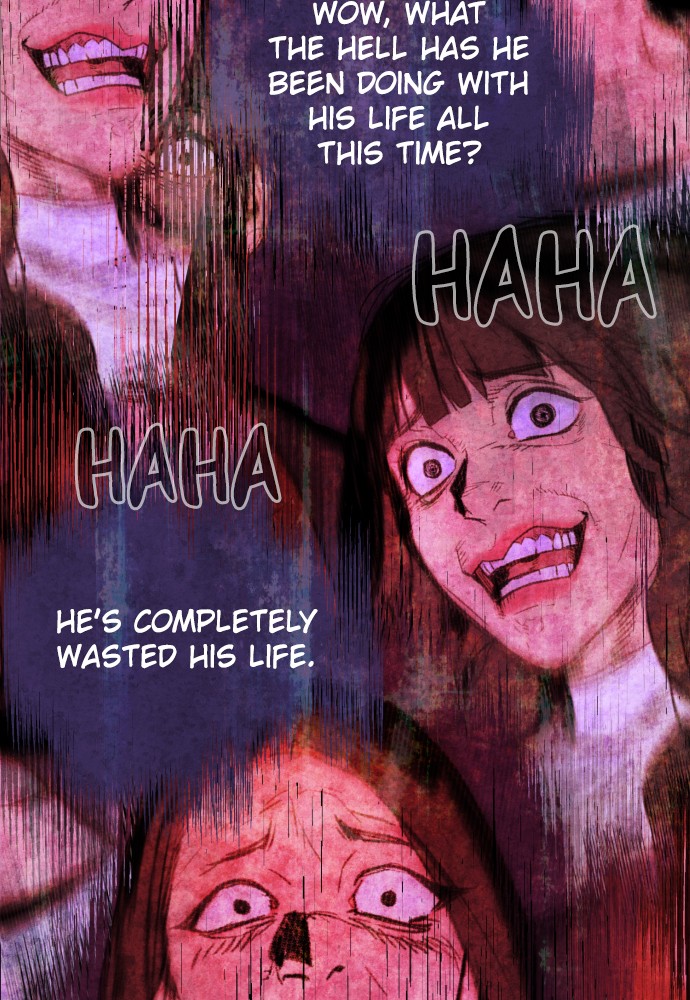 WOW, WHAT
THE HELL HAS HE
BEEN DOING WITH
HIS LIFE ALL
THIS TIME?
HAHA
HAHA
HE'S COMPLETELY
WASTED HIS LIFE.